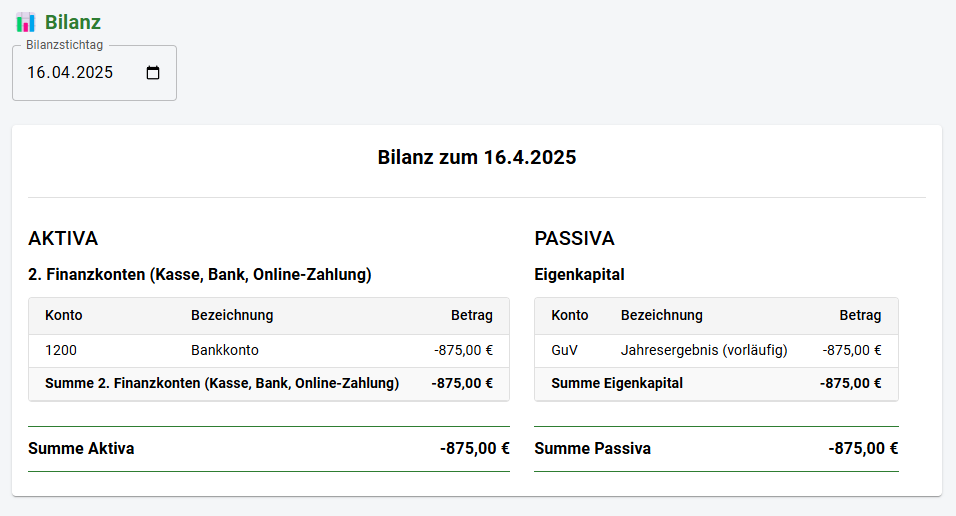 Bilanz
Bilanzstichtag
16.04.2025
Bilanz zum 16.4.2025
AKTIVA
2. Finanzkonten (Kasse, Bank, Online-Zahlung)
Konto Bezeichnung Betrag
1200 Bankkonto -875,00 €
Summe 2. Finanzkonten (Kasse, Bank, Online-Zahlung) -875,00 €
Summe Aktiva -875,00 €
PASSIVA
Eigenkapital
Konto Bezeichnung Betrag
GuV Jahresergebnis (vorläufig) -875,00 €
Summe Eigenkapital -875,00 €
Summe Passiva -875,00 €